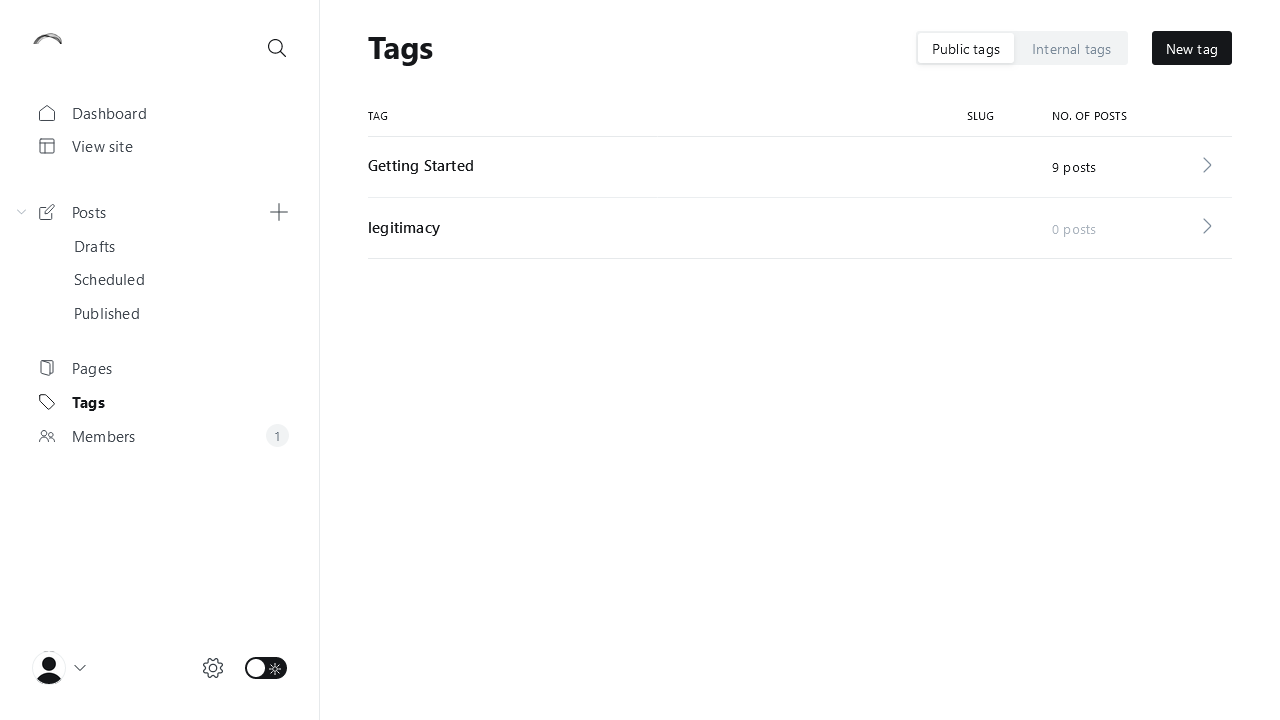 Tags
Public tags
Internal tags
New tag
Dashboard
View site
Posts
Drafts
Scheduled
Published
Pages
Tags
Members
1
TAG
SLUG
NO. OF POSTS
Getting Started
9 posts
legitimacy
0 posts